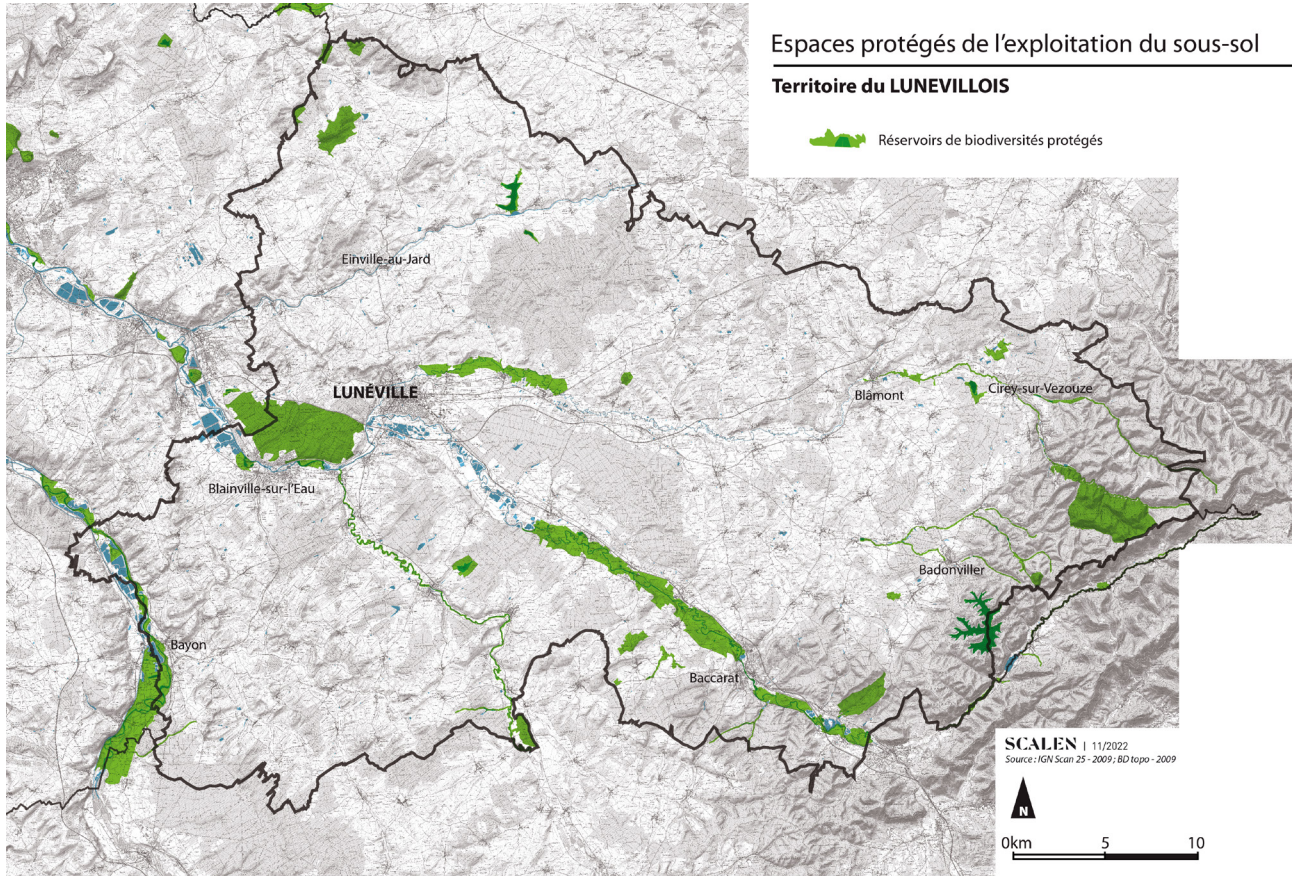 Espaces protégés de l'exploitation du sous-sol
Territoire du LUNEVILLOIS
Réservoirs de biodiversités protégés
Einville-au-Jard
LUNÉVILLE
Blâmont
Cirey-sur-Vezouze
Blainville-sur-l'Eau
Badonviller
Bayon
Baccarat
SCALEN | 11/2022
Source : IGN Scan 25 - 2009 ; BD topo - 2009
N
0km 5 10